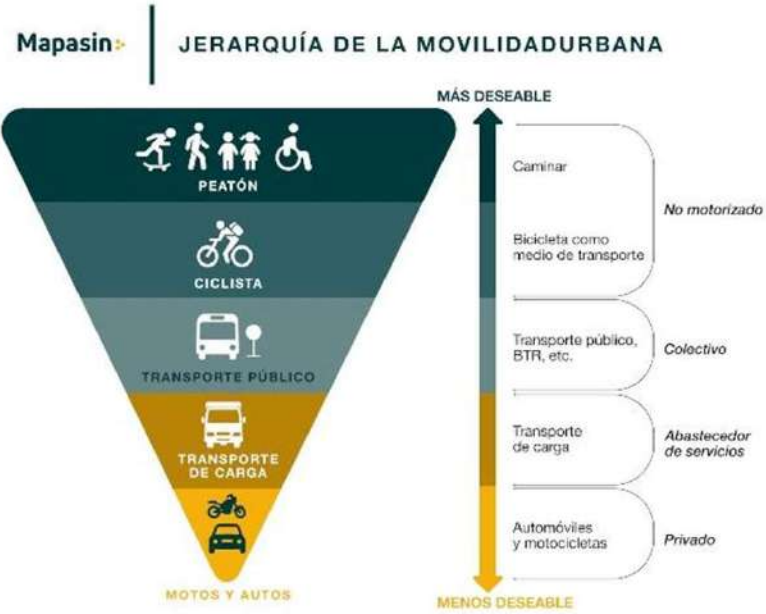 Mapasin
JERARQUÍA DE LA MOVILIDADURBANA
MÁS DESEABLE
PEATÓN
CICLISTA
TRANSPORTE PÚBLICO
TRANSPORTE
DE CARGA
MOTOS Y AUTOS
Caminar
Bicicleta como
medio de transporte
No motorizado
Transporte público,
BTR, etc.
Colectivo
Transporte
de carga
Abastecedor
de servicios
Automóviles
y motocicletas
Privado
MENOS DESEABLE